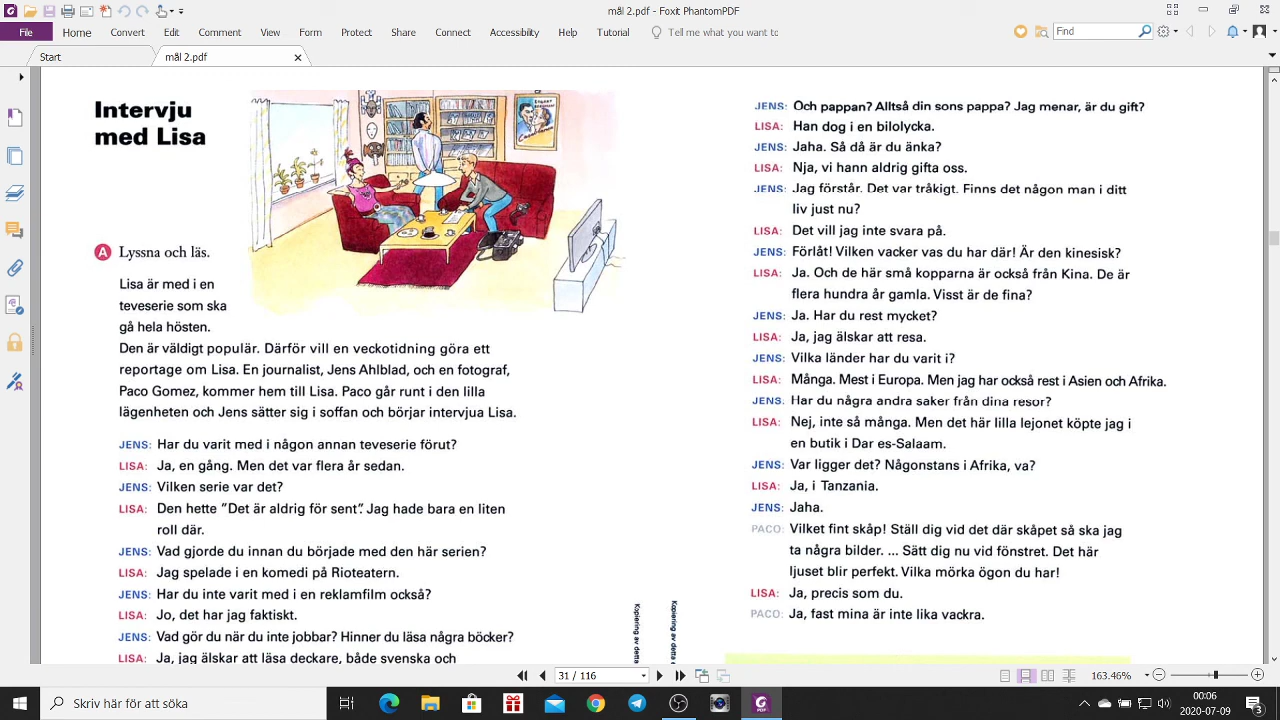 mål 2.pdf - Foxit PhantomPDF
Home Convert Edit Comment View Form Protect Share Connect Accessibility Help Tutorial Tell me what you want to Find
Start mål 2.pdf
Intervju
med Lisa
A Lyssna och läs.
Lisa är med i en
teveserie som ska
gå hela hösten.
Den är väldigt populär. Därför vill en veckotidning göra ett
reportage om Lisa. En journalist, Jens Ahlblad, och en fotograf,
Paco Gomez, kommer hem till Lisa. Paco går runt i den lilla
lägenheten och Jens sätter sig i soffan och börjar intervjua Lisa.
JENS: Har du varit med i någon annan teveserie förut?
LISA: Ja, en gång. Men det var flera år sedan.
JENS: Vilken serie var det?
LISA: Den hette ”Det är aldrig för sent”. Jag hade bara en liten
roll där.
JENS: Vad gjorde du innan du började med den här serien?
LISA: Jag spelade i en komedi på Rioteatern.
JENS: Har du inte varit med i en reklamfilm också?
LISA: Jo, det har jag faktiskt.
JENS: Vad gör du när du inte jobbar? Hinner du läsa några böcker?
LISA: Ja, jag älskar att läsa deckare, både svenska och
Kopiering av detta
Kopiering av detta
JENS: Och pappan? Alltså din sons pappa? Jag menar, är du gift?
LISA: Han dog i en bilolycka.
JENS: Jaha. Så då är du änka?
LISA: Nja, vi hann aldrig gifta oss.
JENS: Jag förstår. Det var tråkigt. Finns det någon man i ditt
liv just nu?
LISA: Det vill jag inte svara på.
JENS: Förlåt! Vilken vacker vas du har där! Är den kinesisk?
LISA: Ja. Och de här små kopparna är också från Kina. De är
flera hundra år gamla. Visst är de fina?
JENS: Ja. Har du rest mycket?
LISA: Ja, jag älskar att resa.
JENS: Vilka länder har du varit i?
LISA: Många. Mest i Europa. Men jag har också rest i Asien och Afrika.
JENS: Har du några andra saker från dina resor?
LISA: Nej, inte så många. Men det här lilla lejonet köpte jag i
en butik i Dar es-Salaam.
JENS: Var ligger det? Någonstans i Afrika, va?
LISA: Ja, i Tanzania.
JENS: Jaha.
PACO: Vilket fint skåp! Ställ dig vid det där skåpet så ska jag
ta några bilder. ... Sätt dig nu vid fönstret. Det här
ljuset blir perfekt. Vilka mörka ögon du har!
LISA: Ja, precis som du.
PACO: Ja, fast mina är inte lika vackra.
31 / 116 163.46%
Skriv här för att söka 00:06
2020-07-09